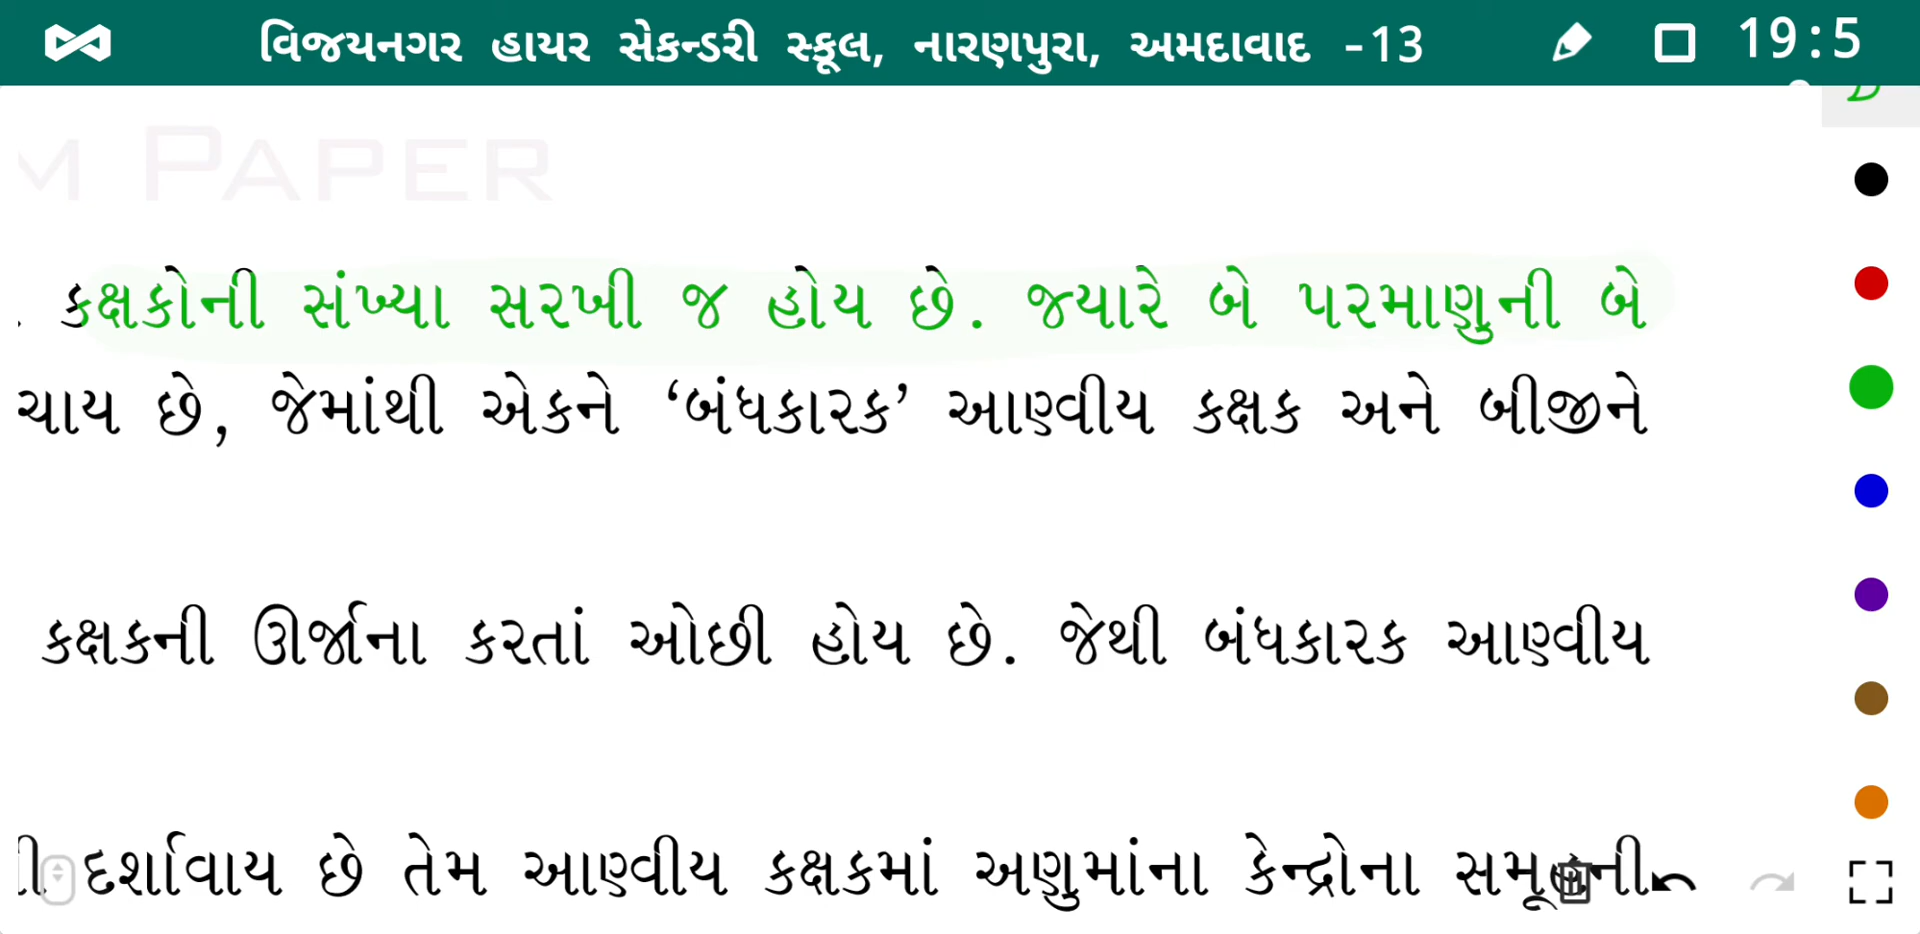 વિજયનગર હાયર સેકન્ડરી સ્કૂલ, નારણપુરા, અમદાવાદ -13
19:5
PAPER
કક્ષકોની સંખ્યા સરખી જ હોય છે. જ્યારે બે પરમાણુની બે
ચાય છે, જેમાંથી એકને ‘બંધકારક’ આણ્વીય કક્ષક અને બીજીને
કક્ષકની ઊર્જાના કરતાં ઓછી હોય છે. જેથી બંધકારક આણ્વીય
દર્શાવાય છે તેમ આણ્વીય કક્ષકમાં અણુમાંના કેન્દ્રોના સમૂહની